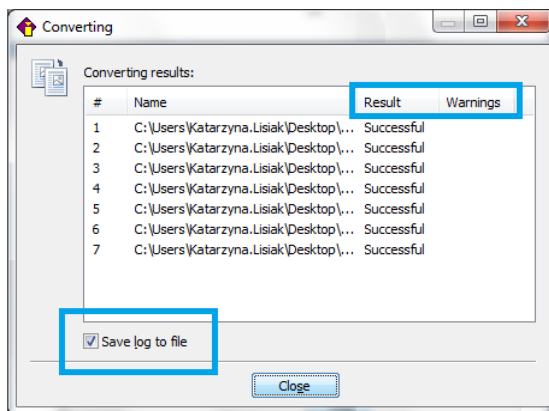 Converting
Converting results:
# Name Result Warnings
1 C:\Users\Katarzyna.Lisiak\Desktop\... Successful
2 C:\Users\Katarzyna.Lisiak\Desktop\... Successful
3 C:\Users\Katarzyna.Lisiak\Desktop\... Successful
4 C:\Users\Katarzyna.Lisiak\Desktop\... Successful
5 C:\Users\Katarzyna.Lisiak\Desktop\... Successful
6 C:\Users\Katarzyna.Lisiak\Desktop\... Successful
7 C:\Users\Katarzyna.Lisiak\Desktop\... Successful
Save log to file
Close